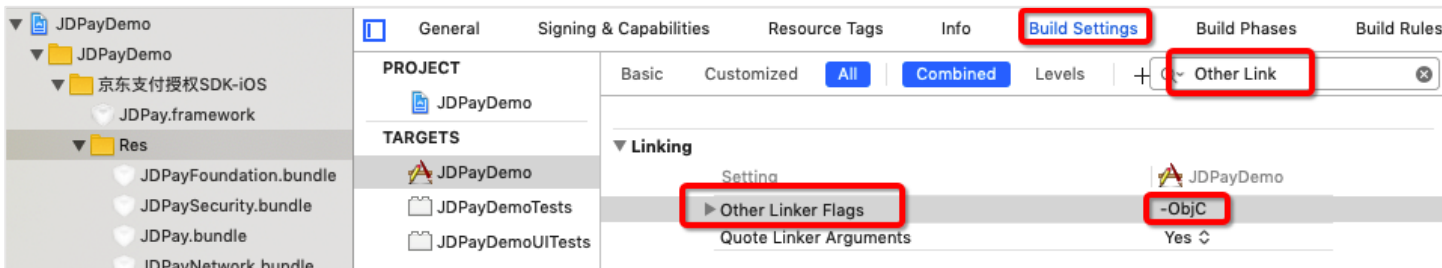 JDPayDemo
JDPayDemo
京东支付授权SDK-iOS
JDPay.framework
Res
JDPayFoundation.bundle
JDPaySecurity.bundle
JDPay.bundle
JDPayNetwork.bundle
General Signing & Capabilities Resource Tags Info Build Settings Build Phases Build Rules
PROJECT
JDPayDemo
TARGETS
JDPayDemo
JDPayDemoTests
JDPayDemoUITests
Basic Customized All Combined Levels + Other Link
Linking
Setting JDPayDemo
Other Linker Flags -ObjC
Quote Linker Arguments Yes